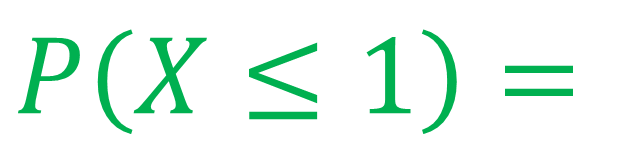 P(X ≤ 1) =